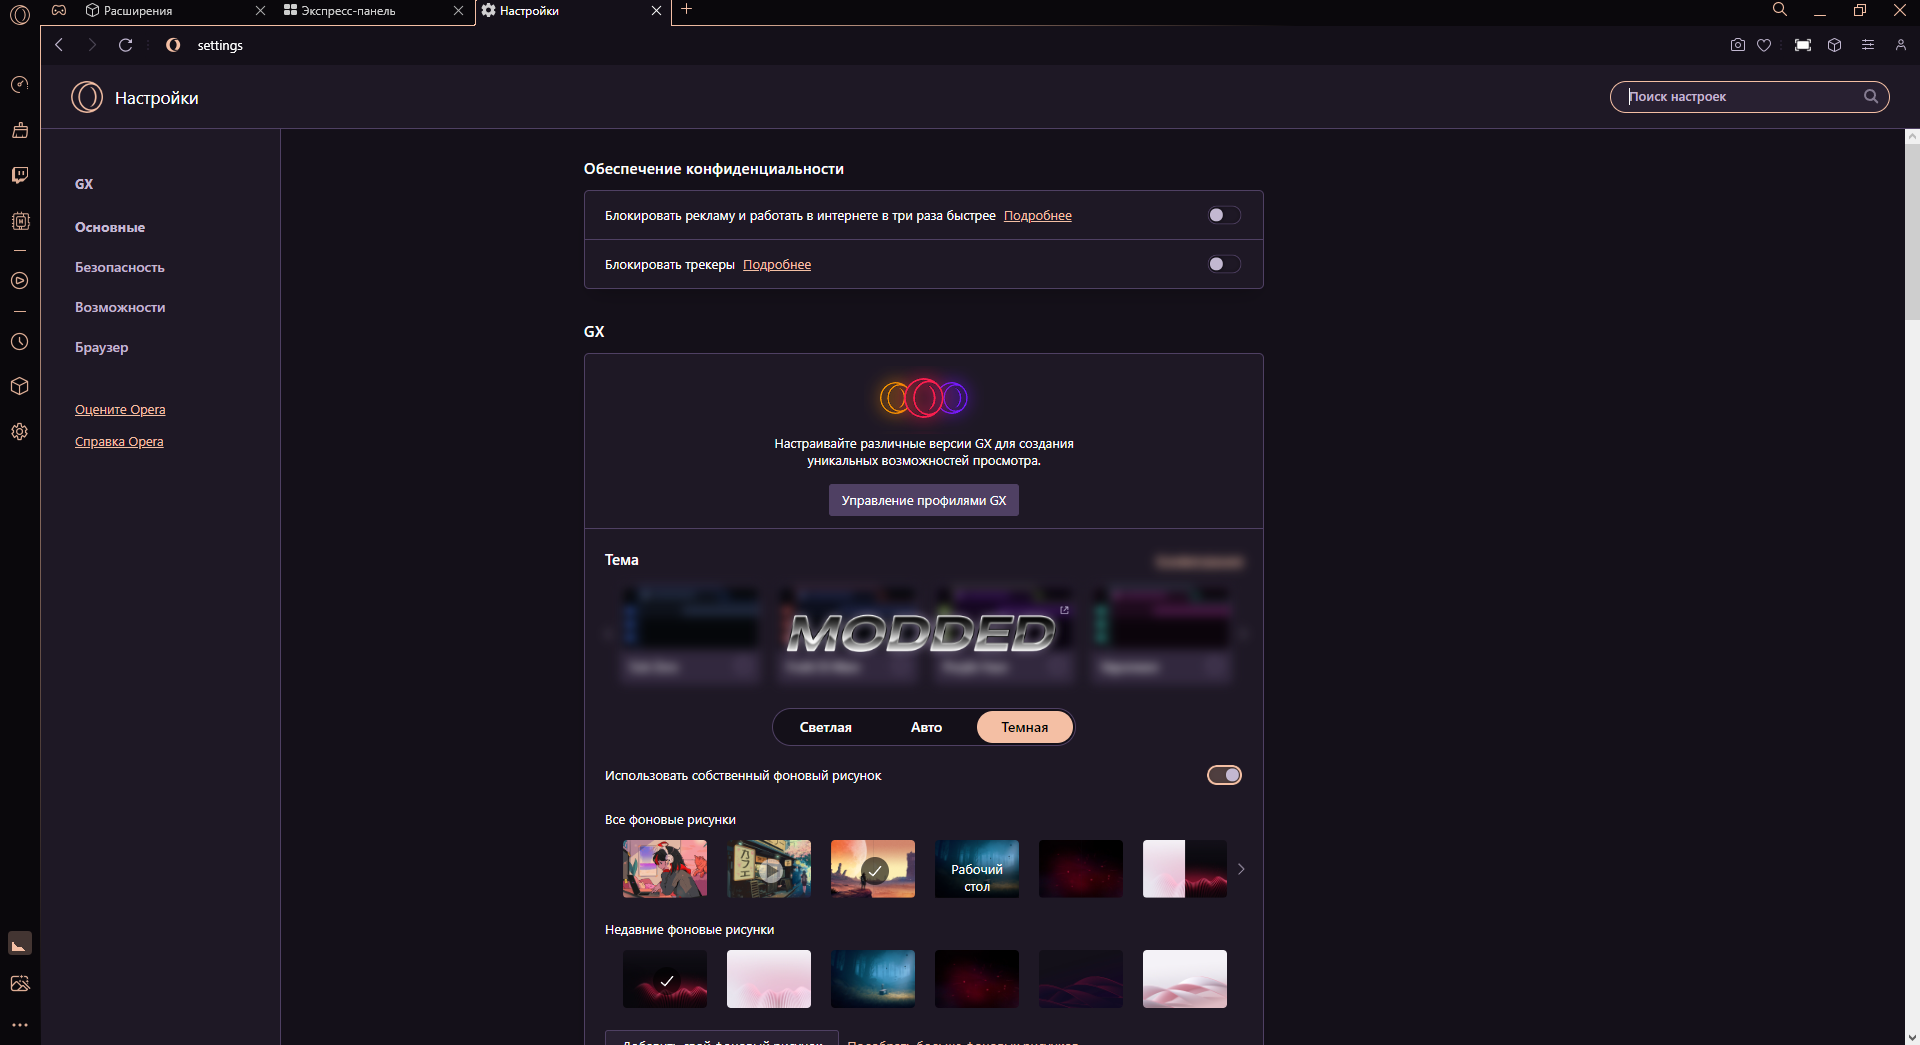 Расширения
Экспресс-панель
Настройки
settings
Настройки
Поиск настроек
GX
Основные
Безопасность
Возможности
Браузер
Оцените Opera
Справка Opera
Обеспечение конфиденциальности
Блокировать рекламу и работать в интернете в три раза быстрее Подробнее
Блокировать трекеры Подробнее
GX
Настраивайте различные версии GX для создания
уникальных возможностей просмотра.
Управление профилями GX
Тема
MODDED
Светлая
Авто
Темная
Использовать собственный фоновый рисунок
Все фоновые рисунки
Рабочий
стол
Недавние фоновые рисунки